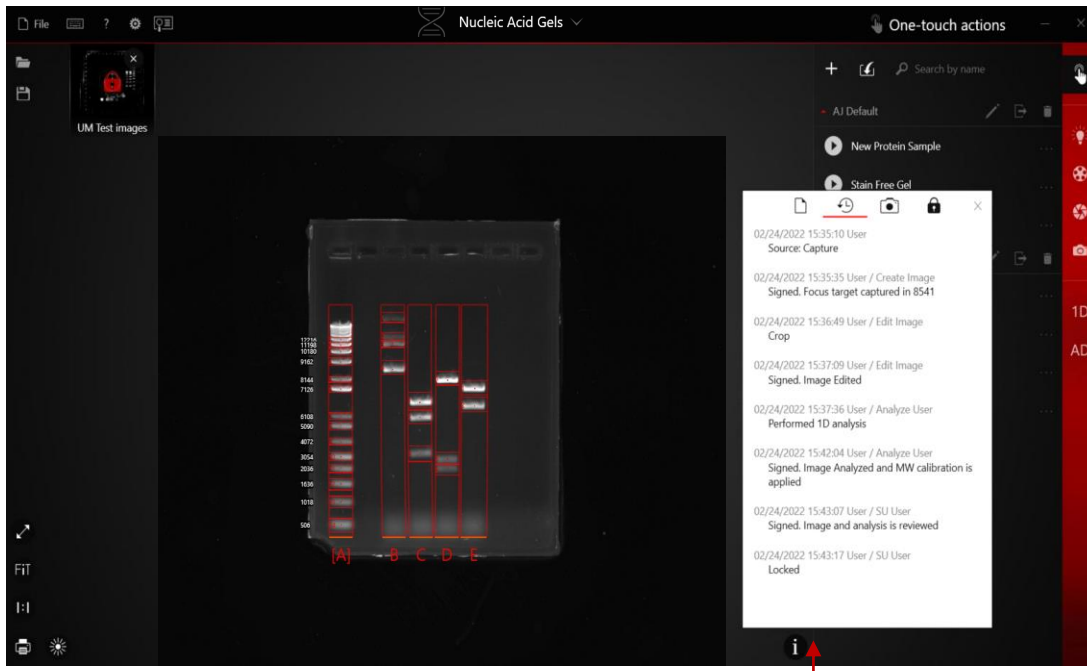 File
?
Nucleic Acid Gels
One-touch actions
Search by name
UM Test images
AJ Default
New Protein Sample
Stain Free Gel
02/24/2022 15:35:10 User
Source: Capture
02/24/2022 15:35:35 User / Create Image
Signed. Focus target captured in 8541
02/24/2022 15:36:49 User / Edit Image
Crop
02/24/2022 15:37:09 User / Edit Image
Signed. Image Edited
02/24/2022 15:37:36 User / Analyze User
Performed 1D analysis
02/24/2022 15:42:04 User / Analyze User
Signed. Image Analyzed and MW calibration is
applied
02/24/2022 15:43:07 User / SU User
Signed. Image and analysis is reviewed
02/24/2022 15:43:17 User / SU User
Locked
1D
AD
12216
11198
10180
9162
8144
7126
6108
5090
4072
3054
2036
1636
1018
506
[A] B C D E
FiT
1:1
i